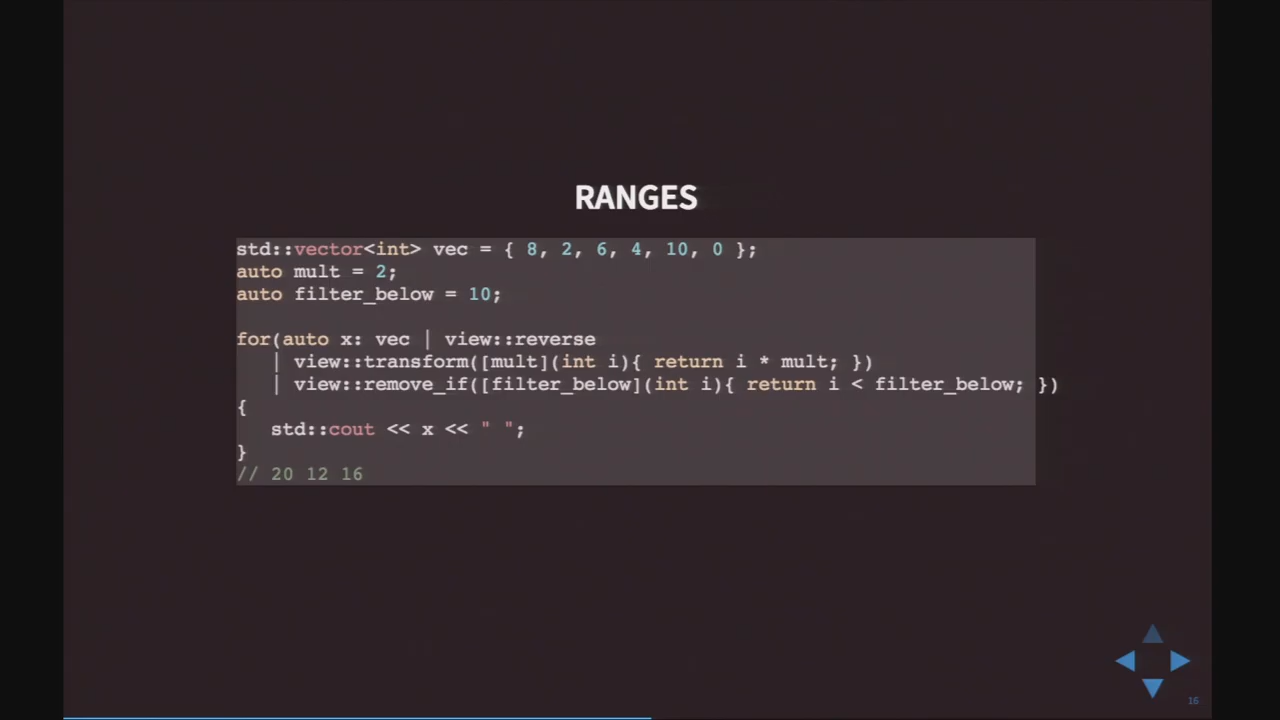 RANGES
std::vector<int> vec = { 8, 2, 6, 4, 10, 0 };
auto mult = 2;
auto filter_below = 10;
for(auto x: vec | view::reverse
   | view::transform([mult](int i){ return i * mult; })
   | view::remove_if([filter_below](int i){ return i < filter_below; })
{
   std::cout << x << " ";
}
// 20 12 16
16